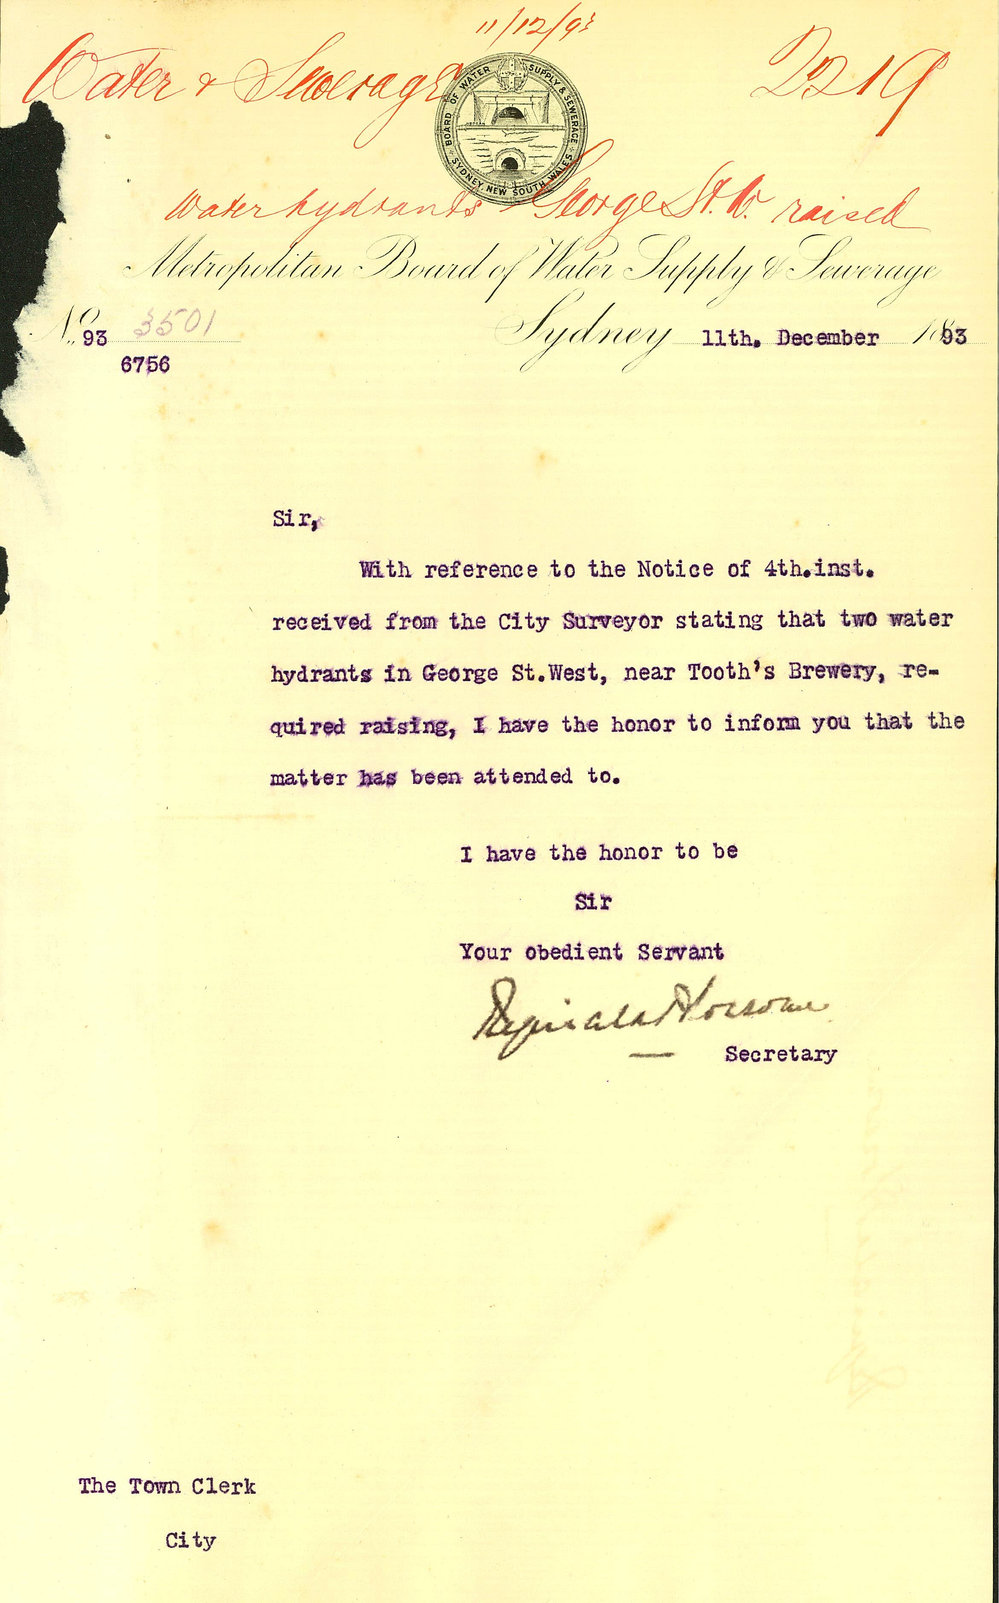 11/12/93
Water & Sewerage
2219
BOARD OF WATER SUPPLY & SEWERAGE
SYDNEY NEW SOUTH WALES
Water hydrants George St. W. raised
Metropolitan Board of Water Supply & Sewerage
No. 93 3501
6756
Sydney 11th. December 1893
Sir,
With reference to the Notice of 4th.inst.
received from the City Surveyor stating that two water
hydrants in George St.West, near Tooth's Brewery, re-
quired raising, I have the honor to inform you that the
matter has been attended to.
I have the honor to be
Sir
Your obedient Servant
Secretary
The Town Clerk
City